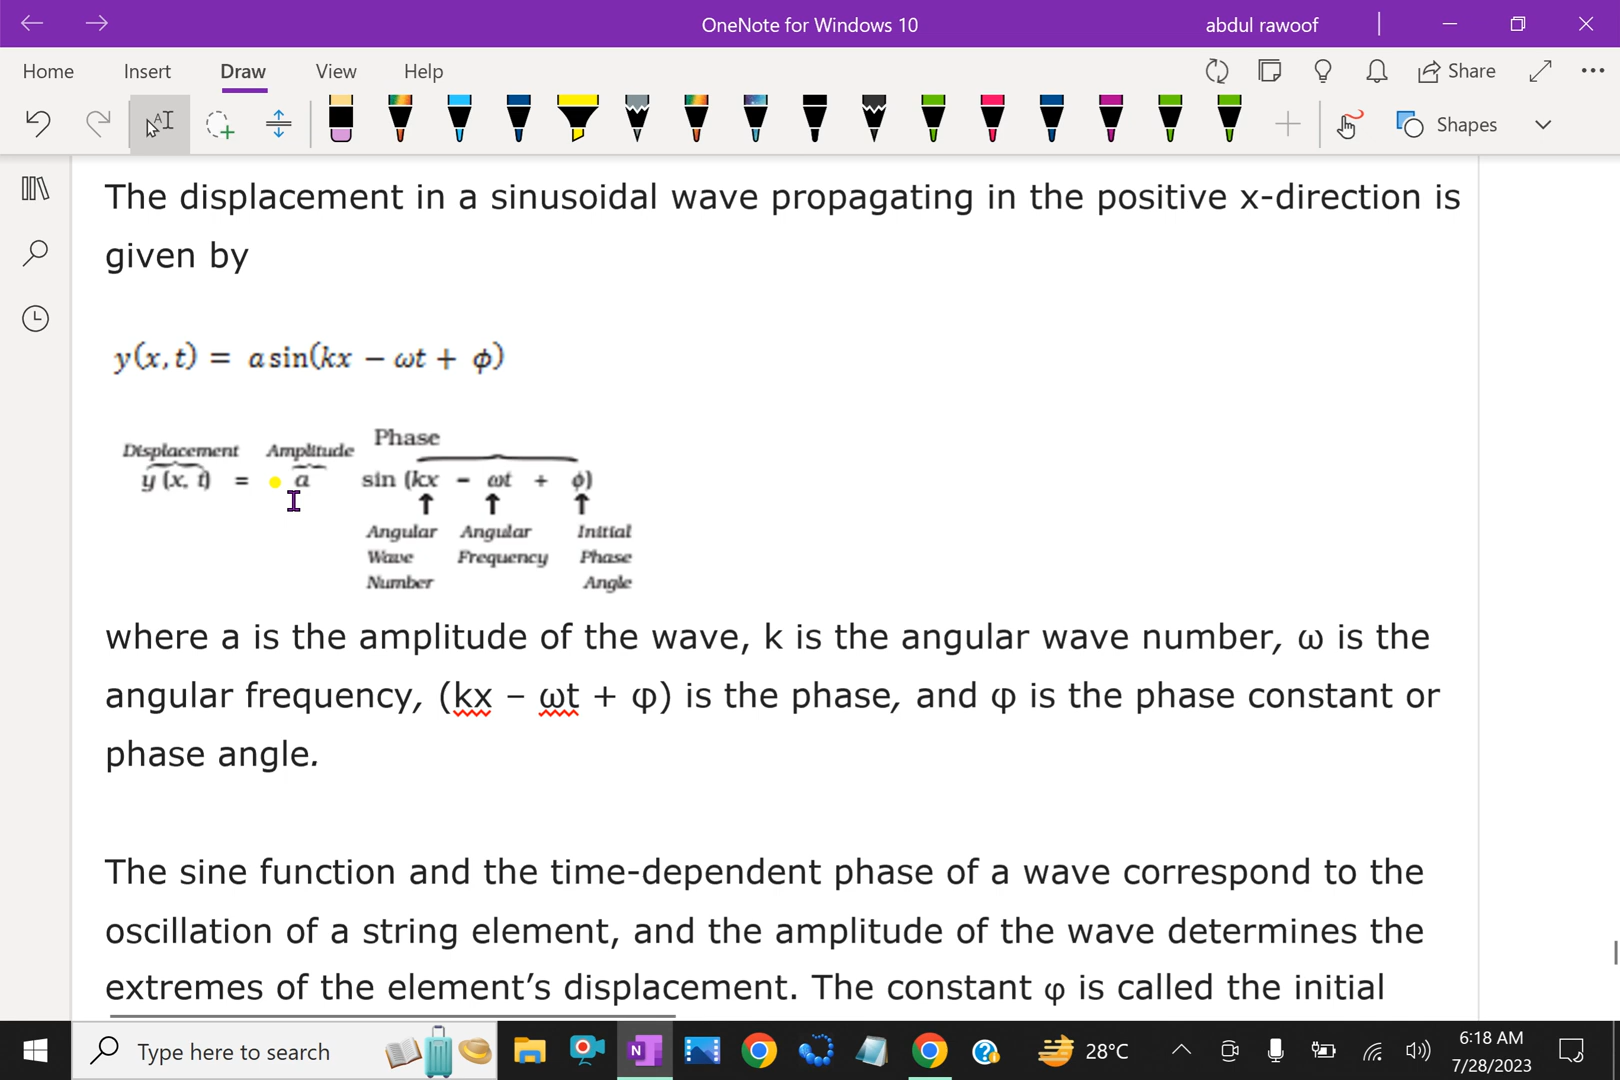 OneNote for Windows 10
abdul rawoof
Home Insert Draw View Help
Share
Shapes
The displacement in a sinusoidal wave propagating in the positive x-direction is
given by
y(x, t) = a sin(kx − ωt + ϕ)
Phase
Displacement Amplitude
y (x, t) = a sin (kx - ωt + ϕ)
Angular Angular Initial
Wave Frequency Phase
Number Angle
where a is the amplitude of the wave, k is the angular wave number, ω is the
angular frequency, (kx − ωt + φ) is the phase, and φ is the phase constant or
phase angle.
The sine function and the time-dependent phase of a wave correspond to the
oscillation of a string element, and the amplitude of the wave determines the
extremes of the element’s displacement. The constant φ is called the initial
Type here to search
28°C
6:18 AM
7/28/2023